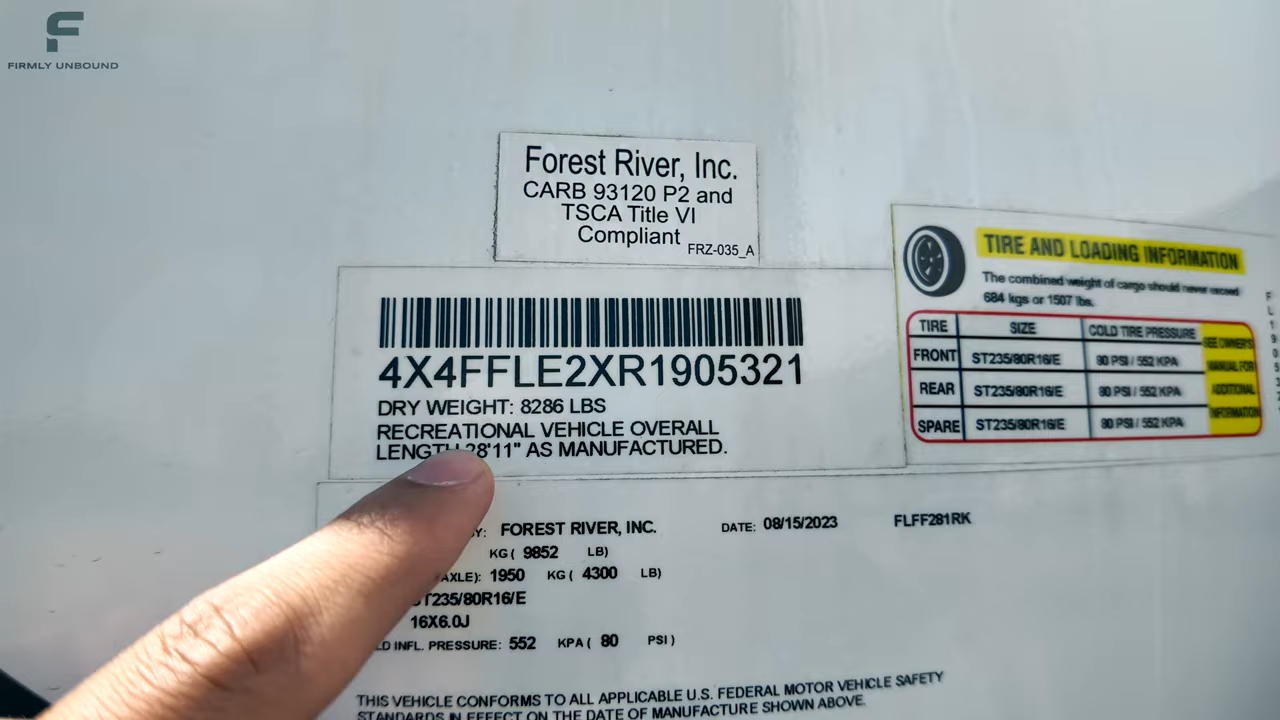 FIRMLY UNBOUND
Forest River, Inc.
CARB 93120 P2 and
TSCA Title VI
Compliant
FRZ-035_A
4X4FFLE2XR1905321
DRY WEIGHT: 8286 LBS
RECREATIONAL VEHICLE OVERALL
LENGTH 28'11" AS MANUFACTURED.
TIRE AND LOADING INFORMATION
The combined weight of cargo should never exceed
684 kgs or 1507 lbs.
TIRE SIZE COLD TIRE PRESSURE
FRONT ST235/80R16/E 80 PSI / 552 KPA
REAR ST235/80R16/E 80 PSI / 552 KPA
SPARE ST235/80R16/E 80 PSI / 552 KPA
SEE OWNER'S
MANUAL FOR
ADDITIONAL
INFORMATION
FOREST RIVER, INC. DATE: 08/15/2023 FLFF281RK
KG ( 9852 LB)
AXLE): 1950 KG ( 4300 LB)
ST235/80R16/E
16X6.0J
INFL. PRESSURE: 552 KPA ( 80 PSI )
THIS VEHICLE CONFORMS TO ALL APPLICABLE U.S. FEDERAL MOTOR VEHICLE SAFETY
STANDARDS IN EFFECT ON THE DATE OF MANUFACTURE SHOWN ABOVE.